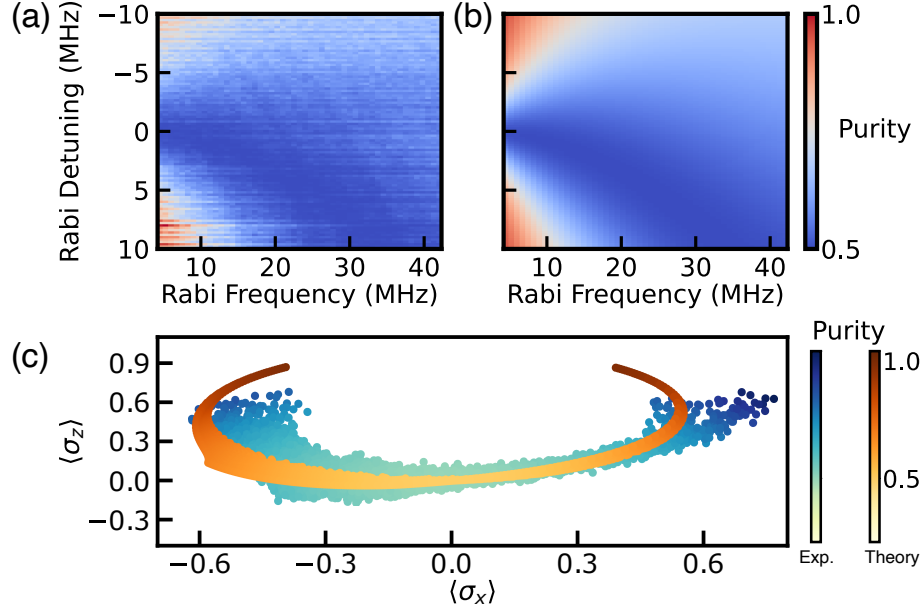 (a)
(b)
−10
−5
0
5
10
Rabi Detuning (MHz)
10 20 30 40
Rabi Frequency (MHz)
10 20 30 40
Rabi Frequency (MHz)
1.0
Purity
0.5
(c)
0.9
0.6
0.3
0.0
−0.3
⟨σz⟩
−0.6 −0.3 0.0 0.3 0.6
⟨σx⟩
Purity
1.0
0.5
Exp. Theory